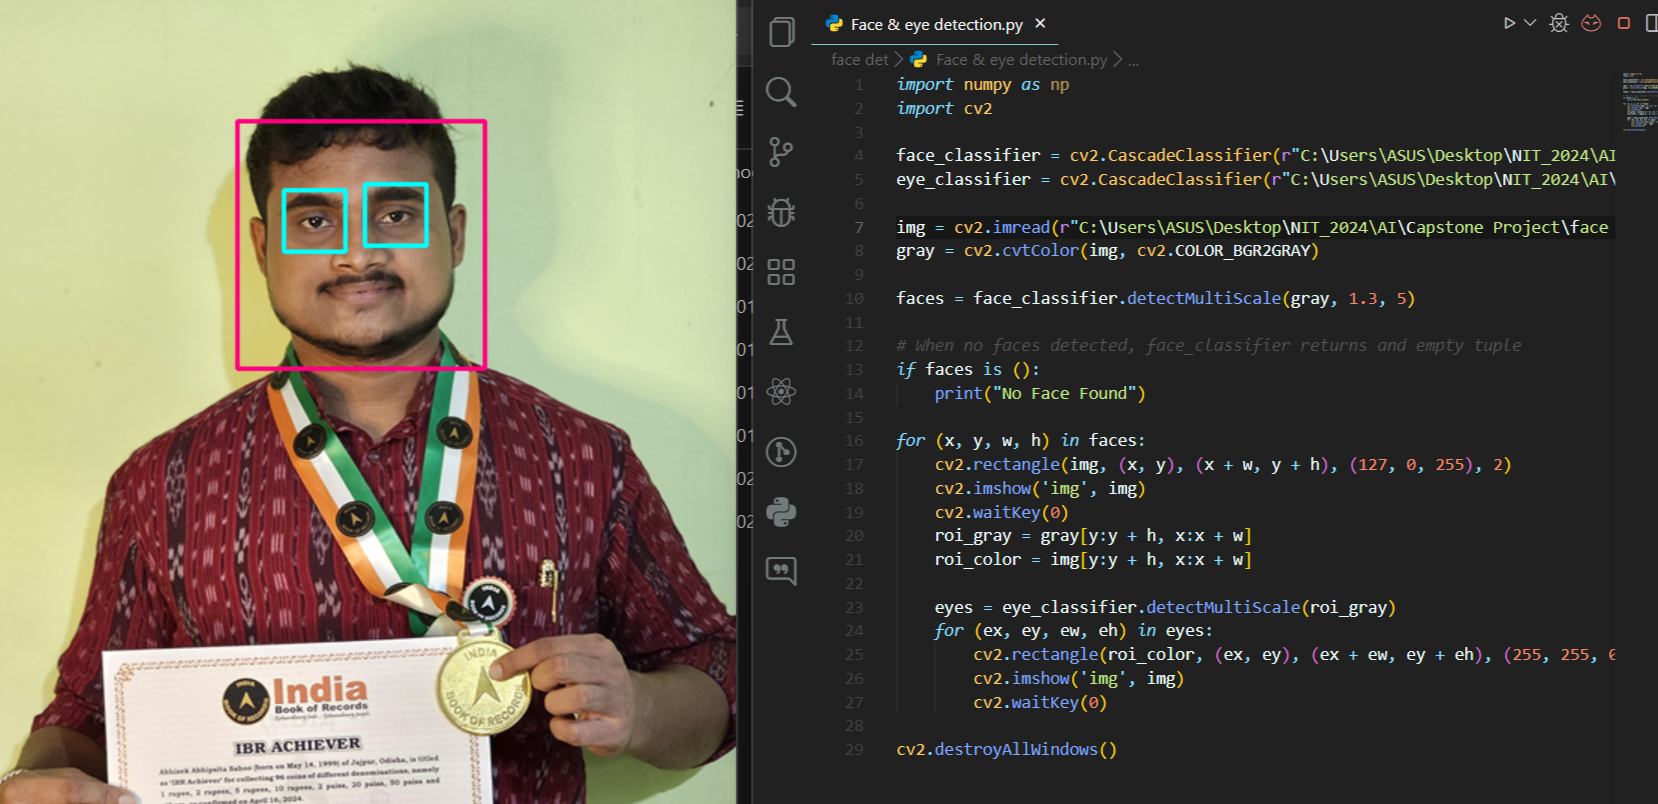 INDIA
INDIA
BOOK OF RECORDS
India
Book of Records
IBR ACHIEVER
Abhisek Abhipsita Sahoo (born on May 14, 1999) of Jajpur, Odisha, is titled
as 'IBR Achiever' for collecting 96 coins of different denominations, namely
1 rupee, 2 rupees, 5 rupees, 10 rupees, 2 paisa, 20 paisa, 50 paisa and
as confirmed on April 16, 2024.
Face & eye detection.py
face det > Face & eye detection.py > ...
1 import numpy as np
2 import cv2
3
4 face_classifier = cv2.CascadeClassifier(r"C:\Users\ASUS\Desktop\NIT_2024\AI
5 eye_classifier = cv2.CascadeClassifier(r"C:\Users\ASUS\Desktop\NIT_2024\AI\
6
7 img = cv2.imread(r"C:\Users\ASUS\Desktop\NIT_2024\AI\Capstone Project\face
8 gray = cv2.cvtColor(img, cv2.COLOR_BGR2GRAY)
9
10 faces = face_classifier.detectMultiScale(gray, 1.3, 5)
11
12 # When no faces detected, face_classifier returns and empty tuple
13 if faces is ():
14 print("No Face Found")
15
16 for (x, y, w, h) in faces:
17 cv2.rectangle(img, (x, y), (x + w, y + h), (127, 0, 255), 2)
18 cv2.imshow('img', img)
19 cv2.waitKey(0)
20 roi_gray = gray[y:y + h, x:x + w]
21 roi_color = img[y:y + h, x:x + w]
22
23 eyes = eye_classifier.detectMultiScale(roi_gray)
24 for (ex, ey, ew, eh) in eyes:
25 cv2.rectangle(roi_color, (ex, ey), (ex + ew, ey + eh), (255, 255, 0
26 cv2.imshow('img', img)
27 cv2.waitKey(0)
28
29 cv2.destroyAllWindows()